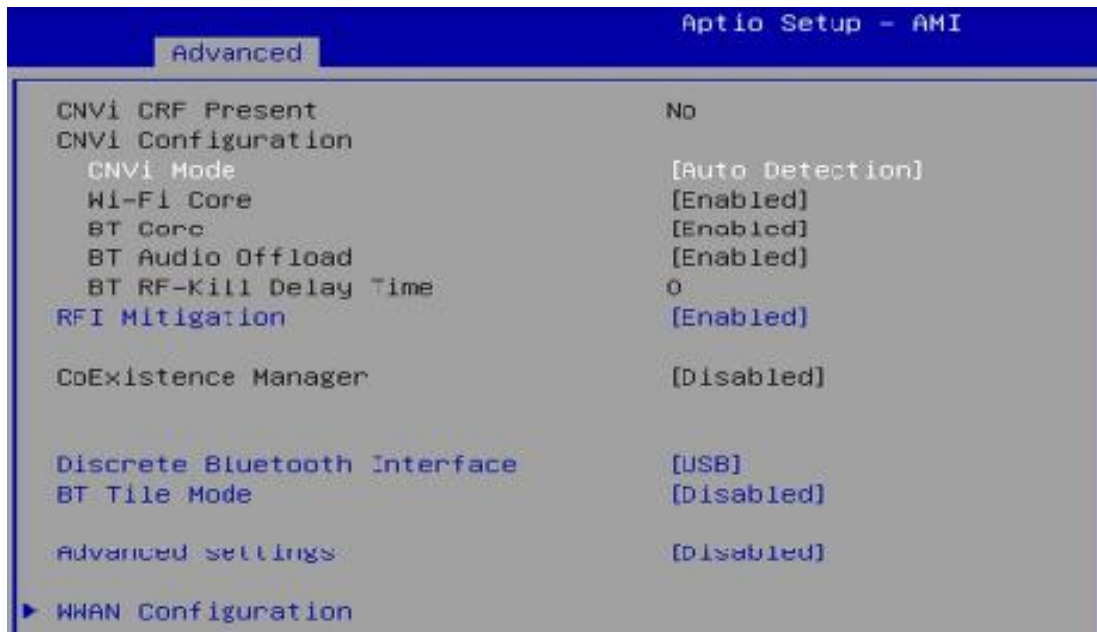 Aptio Setup - AMI
Advanced
CNVi CRF Present No
CNVi Configuration
CNVi Mode [Auto Detection]
Wi-Fi Core [Enabled]
BT Core [Enabled]
BT Audio Offload [Enabled]
BT RF-Kill Delay Time 0
RFI Mitigation [Enabled]
CoExistence Manager [Disabled]
Discrete Bluetooth Interface [USB]
BT Tile Mode [Disabled]
Advanced settings [Disabled]
WWAN Configuration